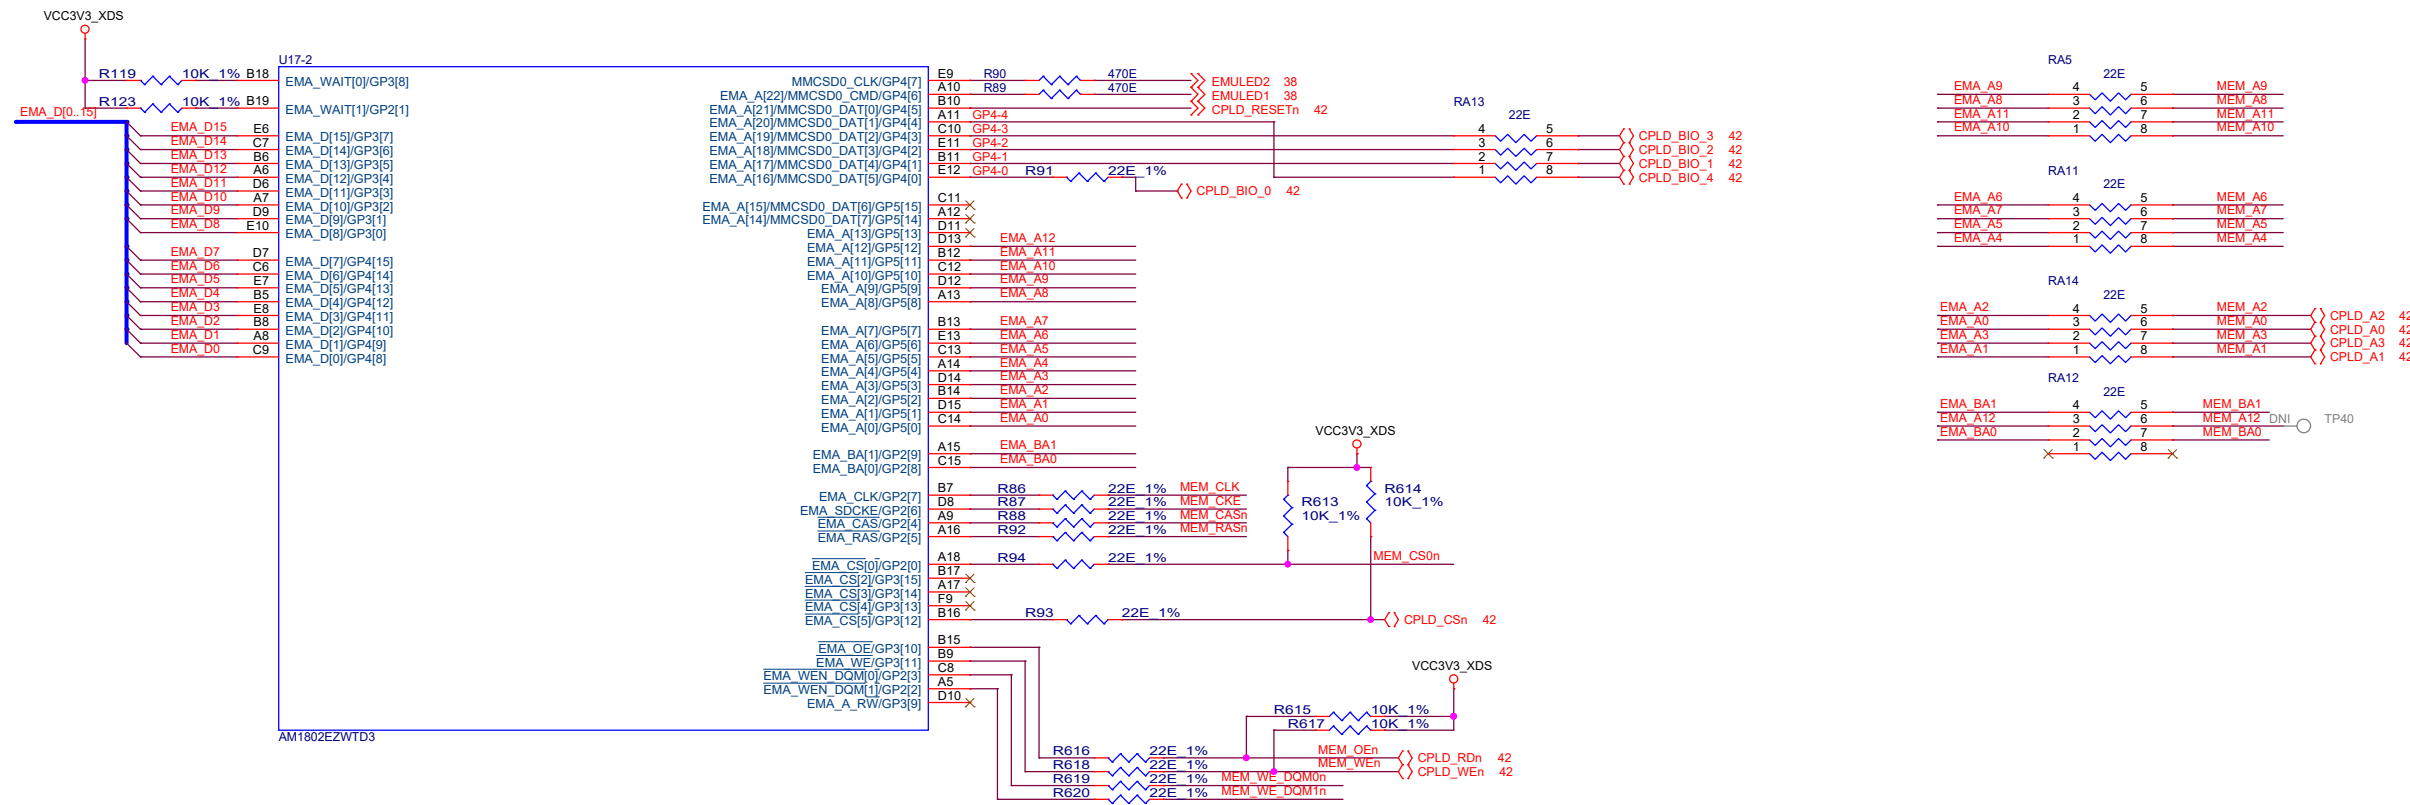 VCC3V3_XDS
R119 10K_1% B18
R123 10K_1% B19
EMA_D[0..15]
EMA_D15 E6
EMA_D14 C7
EMA_D13 B6
EMA_D12 A6
EMA_D11 D6
EMA_D10 A7
EMA_D9 D9
EMA_D8 E10
EMA_D7 D7
EMA_D6 C6
EMA_D5 E7
EMA_D4 B5
EMA_D3 E8
EMA_D2 B8
EMA_D1 A8
EMA_D0 C9
U17-2
EMA_WAIT[0]/GP3[8]
EMA_WAIT[1]/GP2[1]
EMA_D[15]/GP3[7]
EMA_D[14]/GP3[6]
EMA_D[13]/GP3[5]
EMA_D[12]/GP3[4]
EMA_D[11]/GP3[3]
EMA_D[10]/GP3[2]
EMA_D[9]/GP3[1]
EMA_D[8]/GP3[0]
EMA_D[7]/GP4[15]
EMA_D[6]/GP4[14]
EMA_D[5]/GP4[13]
EMA_D[4]/GP4[12]
EMA_D[3]/GP4[11]
EMA_D[2]/GP4[10]
EMA_D[1]/GP4[9]
EMA_D[0]/GP4[8]
AM1802EZWTD3
MMCSD0_CLK/GP4[7] E9 R90 470E EMULED2 38
EMA_A[22]/MMCSD0_CMD/GP4[6] A10 R89 470E EMULED1 38
EMA_A[21]/MMCSD0_DAT[0]/GP4[5] B10 CPLD_RESETn 42
EMA_A[20]/MMCSD0_DAT[1]/GP4[4] A11 GP4-4
EMA_A[19]/MMCSD0_DAT[2]/GP4[3] C10 GP4-3
EMA_A[18]/MMCSD0_DAT[3]/GP4[2] E11 GP4-2
EMA_A[17]/MMCSD0_DAT[4]/GP4[1] B11 GP4-1
EMA_A[16]/MMCSD0_DAT[5]/GP4[0] E12 GP4-0 R91 22E_1%
CPLD_BIO_0 42
EMA_A[15]/MMCSD0_DAT[6]/GP5[15] C11
EMA_A[14]/MMCSD0_DAT[7]/GP5[14] A12
EMA_A[13]/GP5[13] D11
EMA_A[12]/GP5[12] D13 EMA_A12
EMA_A[11]/GP5[11] B12 EMA_A11
EMA_A[10]/GP5[10] C12 EMA_A10
EMA_A[9]/GP5[9] D12 EMA_A9
EMA_A[8]/GP5[8] A13 EMA_A8
EMA_A[7]/GP5[7] B13 EMA_A7
EMA_A[6]/GP5[6] E13 EMA_A6
EMA_A[5]/GP5[5] C13 EMA_A5
EMA_A[4]/GP5[4] A14 EMA_A4
EMA_A[3]/GP5[3] D14 EMA_A3
EMA_A[2]/GP5[2] B14 EMA_A2
EMA_A[1]/GP5[1] D15 EMA_A1
EMA_A[0]/GP5[0] C14 EMA_A0
EMA_BA[1]/GP2[9] A15 EMA_BA1
EMA_BA[0]/GP2[8] C15 EMA_BA0
EMA_CLK/GP2[7] B7 R86 22E_1% MEM_CLK
EMA_SDCKE/GP2[6] D8 R87 22E_1% MEM_CKE
EMA_CAS/GP2[4] A9 R88 22E_1% MEM_CASn
EMA_RAS/GP2[5] A16 R92 22E_1% MEM_RASn
EMA_CS[0]/GP2[0] A18 R94 22E_1% MEM_CS0n
EMA_CS[2]/GP3[15] B17
EMA_CS[3]/GP3[14] A17
EMA_CS[4]/GP3[13] F9
EMA_CS[5]/GP3[12] B16 R93 22E_1% CPLD_CSn 42
EMA_OE/GP3[10] B15
EMA_WE/GP3[11] B9
EMA_WEN_DQM[0]/GP2[3] C8
EMA_WEN_DQM[1]/GP2[2] A5
EMA_A_RW/GP3[9] D10
VCC3V3_XDS
R613 10K_1%
R614 10K_1%
VCC3V3_XDS
R615 10K_1%
R617 10K_1%
R616 22E_1% MEM_OEn CPLD_RDn 42
R618 22E_1% MEM_WEn CPLD_WEn 42
R619 22E_1% MEM_WE_DQM0n
R620 22E_1% MEM_WE_DQM1n
RA13
22E
4 5 CPLD_BIO_3 42
3 6 CPLD_BIO_2 42
2 7 CPLD_BIO_1 42
1 8 CPLD_BIO_4 42
RA5
22E
EMA_A9 4 5 MEM_A9
EMA_A8 3 6 MEM_A8
EMA_A11 2 7 MEM_A11
EMA_A10 1 8 MEM_A10
RA11
22E
EMA_A6 4 5 MEM_A6
EMA_A7 3 6 MEM_A7
EMA_A5 2 7 MEM_A5
EMA_A4 1 8 MEM_A4
RA14
22E
EMA_A2 4 5 MEM_A2 CPLD_A2 42
EMA_A0 3 6 MEM_A0 CPLD_A0 42
EMA_A3 2 7 MEM_A3 CPLD_A3 42
EMA_A1 1 8 MEM_A1 CPLD_A1 42
RA12
22E
EMA_BA1 4 5 MEM_BA1
EMA_A12 3 6 MEM_A12 DNI TP40
EMA_BA0 2 7 MEM_BA0
1 8